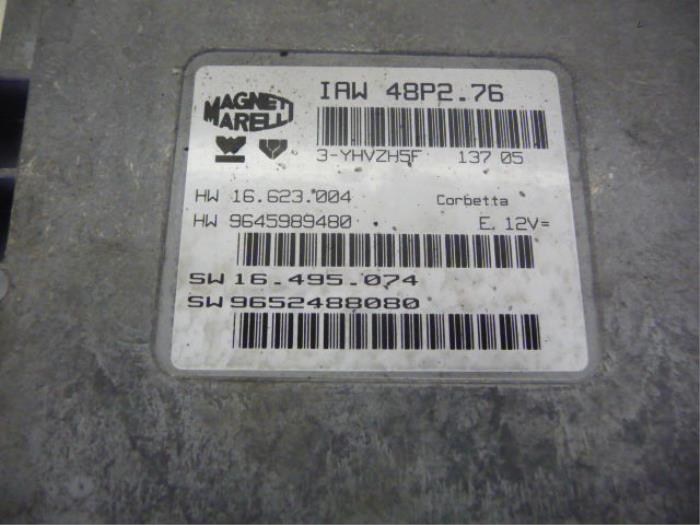 MAGNETI
MARELLI
IAW 48P2.76
3-YHVZH5F 137 05
HW 16.623.004 Corbetta
HW 9645989480 E. 12V=
SW 16.495.074
SW 9652488080